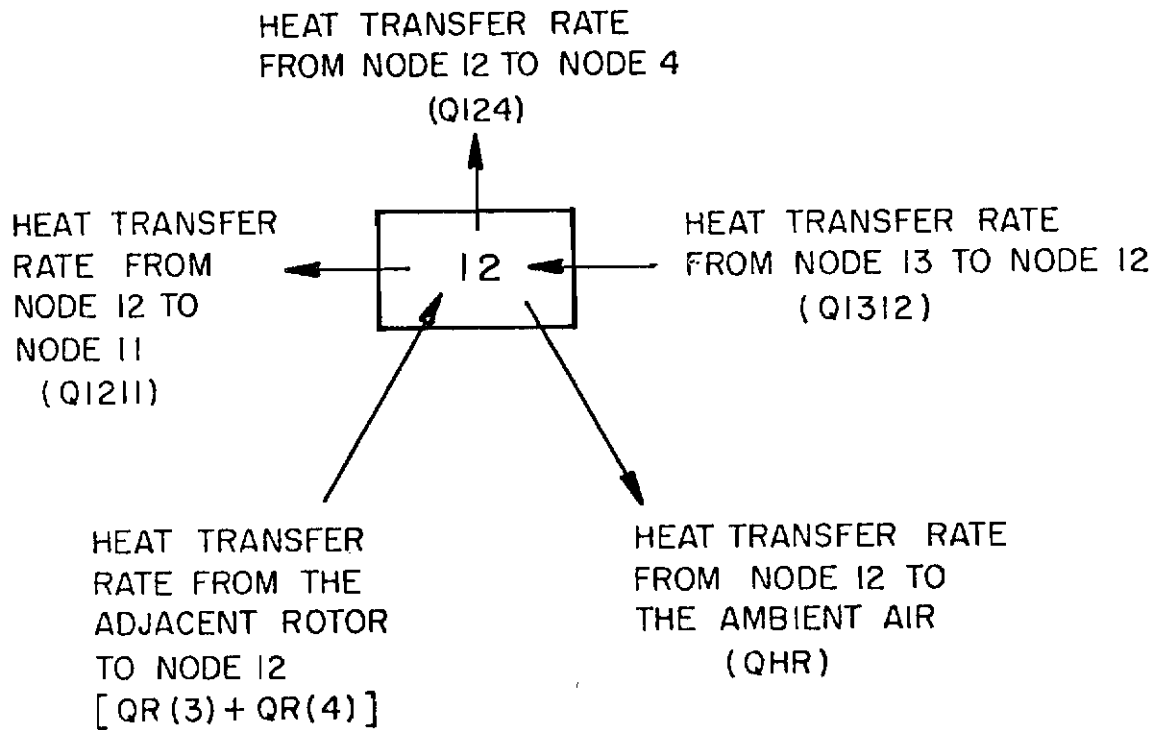 HEAT TRANSFER RATE
FROM NODE 12 TO NODE 4
(Q124)
HEAT TRANSFER
RATE FROM
NODE 12 TO
NODE 11
(Q1211)
12
HEAT TRANSFER RATE
FROM NODE 13 TO NODE 12
(Q1312)
HEAT TRANSFER
RATE FROM THE
ADJACENT ROTOR
TO NODE 12
[QR(3)+QR(4)]
HEAT TRANSFER RATE
FROM NODE 12 TO
THE AMBIENT AIR
(QHR)